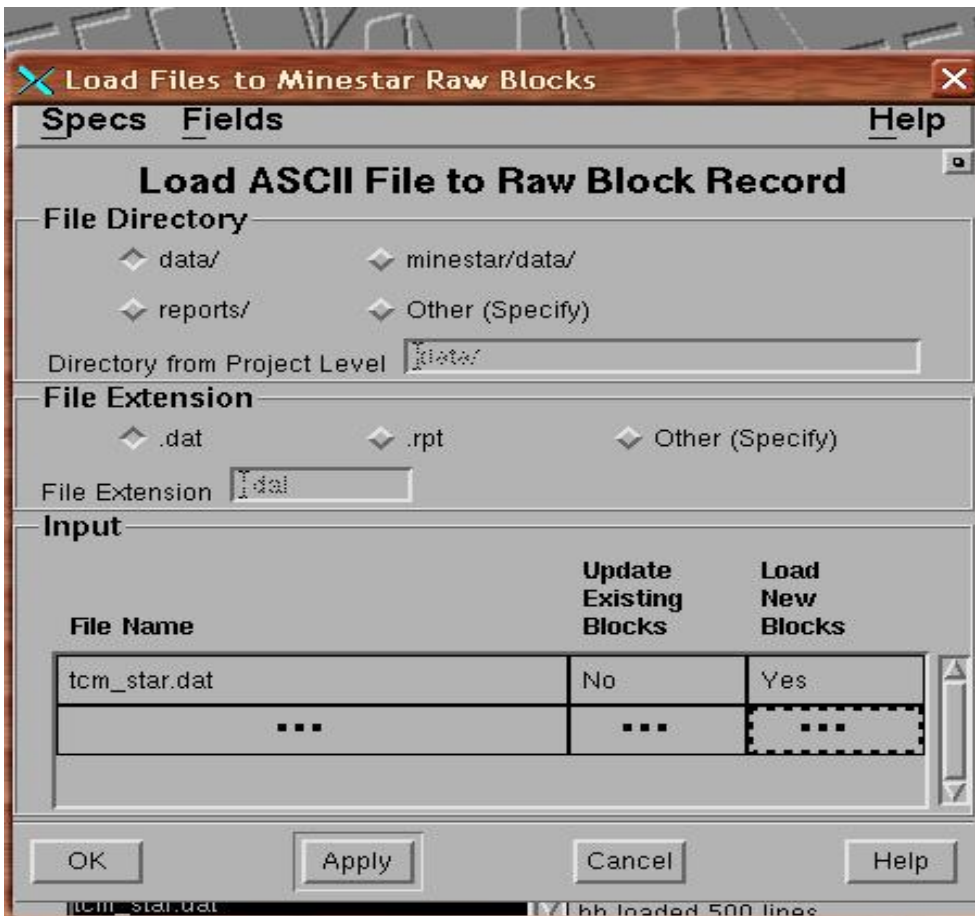 Load Files to Minestar Raw Blocks
Specs Fields Help
Load ASCII File to Raw Block Record
File Directory
data/ minestar/data/
reports/ Other (Specify)
Directory from Project Level data/
File Extension
.dat .rpt Other (Specify)
File Extension dat
Input
File Name Update Existing Blocks Load New Blocks
tcm_star.dat No Yes
... ... ...
OK Apply Cancel Help
tcm_star.dat hh loaded 500 lines